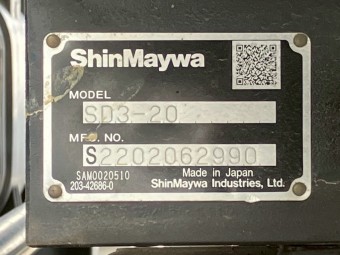 ShinMaywa
MODEL
SD3-20
MFG. NO.
S2202062990
SAM0020510
203-42686-0
Made in Japan
ShinMaywa Industries, Ltd.